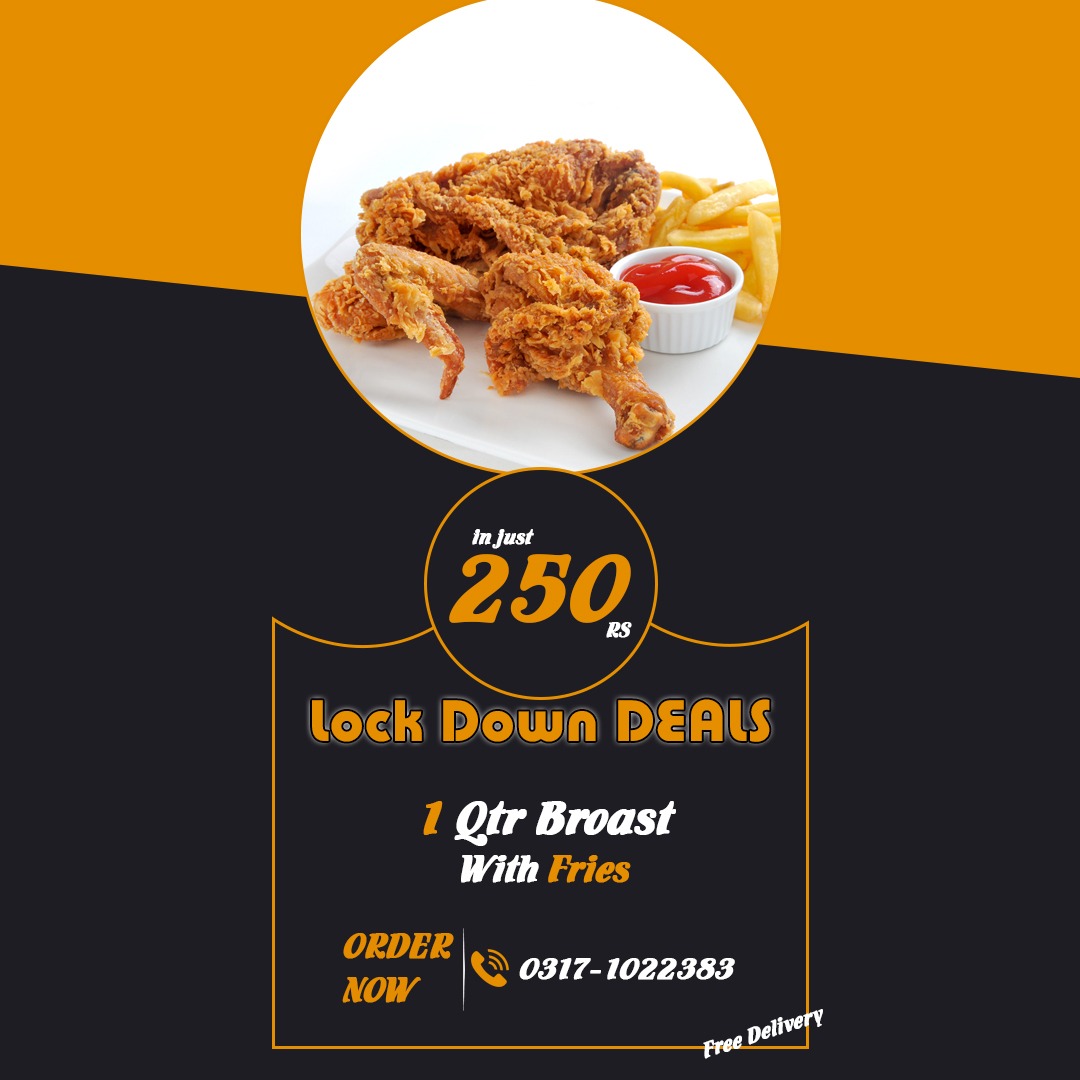 in just
250
RS
Lock Down DEALS
1 Qtr Broast
With Fries
ORDER
NOW
0317-1022383
Free Delivery